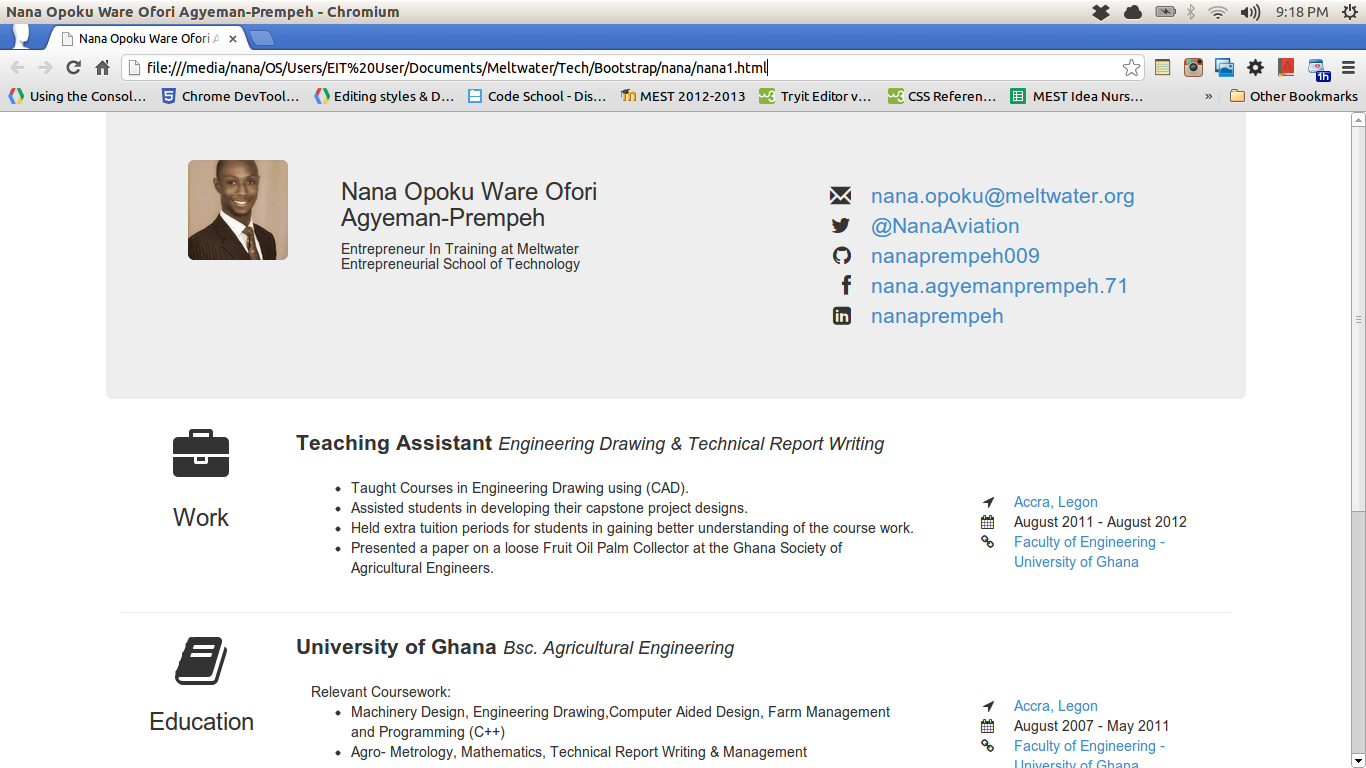 Nana Opoku Ware Ofori Agyeman-Prempeh - Chromium
9:18 PM
Nana Opoku Ware Ofori A
file:///media/nana/OS/Users/EIT%20User/Documents/Meltwater/Tech/Bootstrap/nana/nana1.html
1h
Using the Consol... Chrome DevTool... Editing styles & D... Code School - Dis... MEST 2012-2013 Tryit Editor v... CSS Referen... MEST Idea Nurs... » Other Bookmarks
Nana Opoku Ware Ofori
Agyeman-Prempeh
Entrepreneur In Training at Meltwater
Entrepreneurial School of Technology
nana.opoku@meltwater.org
@NanaAviation
nanaprempeh009
nana.agyemanprempeh.71
nanaprempeh
Work
Teaching Assistant Engineering Drawing & Technical Report Writing
• Taught Courses in Engineering Drawing using (CAD).
• Assisted students in developing their capstone project designs.
• Held extra tuition periods for students in gaining better understanding of the course work.
• Presented a paper on a loose Fruit Oil Palm Collector at the Ghana Society of
Agricultural Engineers.
Accra, Legon
August 2011 - August 2012
Faculty of Engineering -
University of Ghana
Education
University of Ghana Bsc. Agricultural Engineering
Relevant Coursework:
• Machinery Design, Engineering Drawing,Computer Aided Design, Farm Management
and Programming (C++)
• Agro- Metrology, Mathematics, Technical Report Writing & Management
Accra, Legon
August 2007 - May 2011
Faculty of Engineering -
University of Ghana